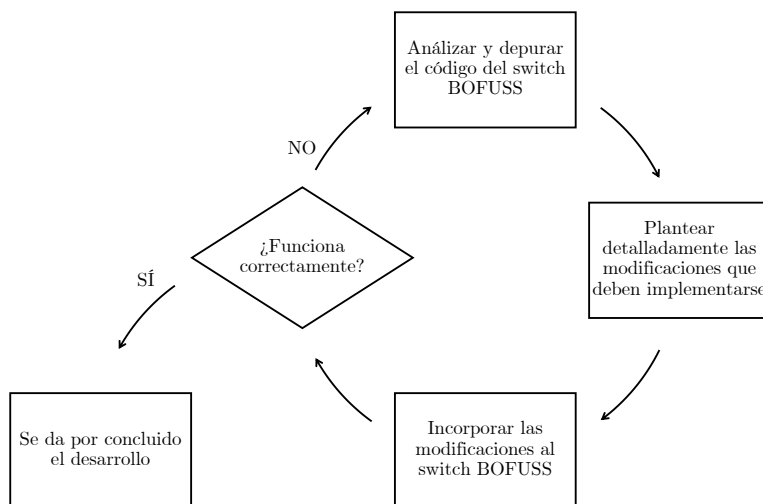 Análizar y depurar
el código del switch
BOFUSS
NO
¿Funciona
correctamente?
Plantear
detalladamente las
modificaciones que
deben implementarse
SÍ
Se da por concluido
el desarrollo
Incorporar las
modificaciones al
switch BOFUSS